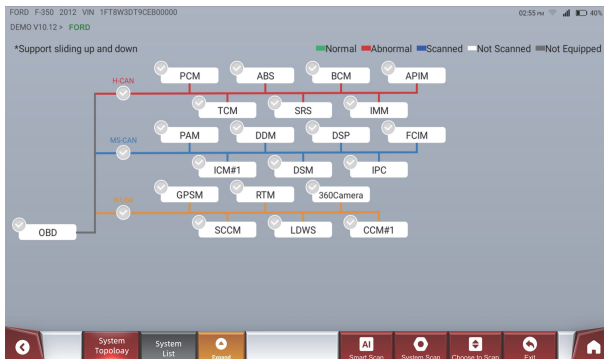 FORD F-350 2012 VIN 1FT8W3DT9CEB00000
02:55 PM 40%
DEMO V10.12 > FORD
*Support sliding up and down
Normal Abnormal Scanned Not Scanned Not Equipped
PCM ABS BCM APIM
H-CAN
TCM SRS IMM
PAM DDM DSP FCIM
MS-CAN
ICM#1 DSM IPC
GPSM RTM 360Camera
SCCM LDWS CCM#1
OBD
System Topoloay
System List
Expand
AI
Smart Scan
System Scan
Choose to Scan
Exit